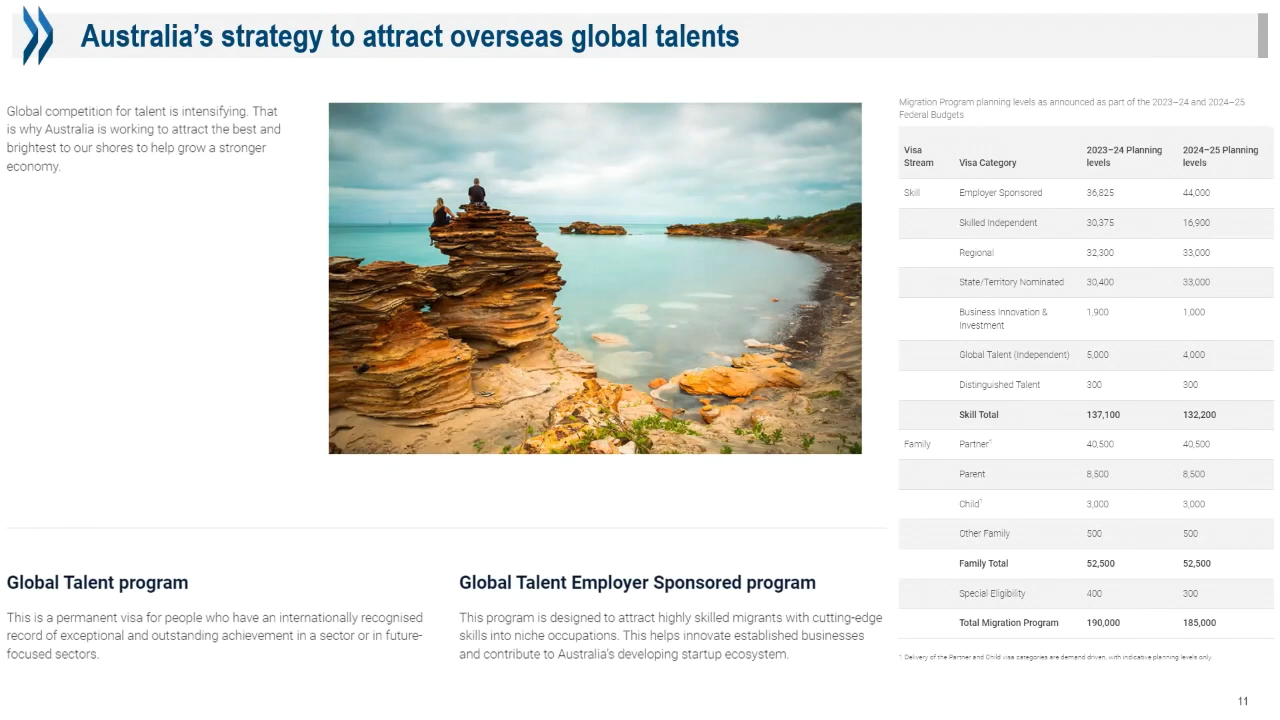 Australia’s strategy to attract overseas global talents
Global competition for talent is intensifying. That
is why Australia is working to attract the best and
brightest to our shores to help grow a stronger
economy.
Global Talent program
This is a permanent visa for people who have an internationally recognised
record of exceptional and outstanding achievement in a sector or in future-
focused sectors.
Global Talent Employer Sponsored program
This program is designed to attract highly skilled migrants with cutting-edge
skills into niche occupations. This helps innovate established businesses
and contribute to Australia's developing startup ecosystem.
Migration Program planning levels as announced as part of the 2023–24 and 2024–25
Federal Budgets
Visa Stream Visa Category 2023–24 Planning levels 2024–25 Planning levels
Skill Employer Sponsored 36,825 44,000
Skilled Independent 30,375 16,900
Regional 32,300 33,000
State/Territory Nominated 30,400 33,000
Business Innovation & Investment 1,900 1,000
Global Talent (Independent) 5,000 4,000
Distinguished Talent 300 300
Skill Total 137,100 132,200
Family Partner¹ 40,500 40,500
Parent 8,500 8,500
Child¹ 3,000 3,000
Other Family 500 500
Family Total 52,500 52,500
Special Eligibility 400 300
Total Migration Program 190,000 185,000
¹ Delivery of the Partner and Child visa categories are demand driven, with indicative planning levels only.
11